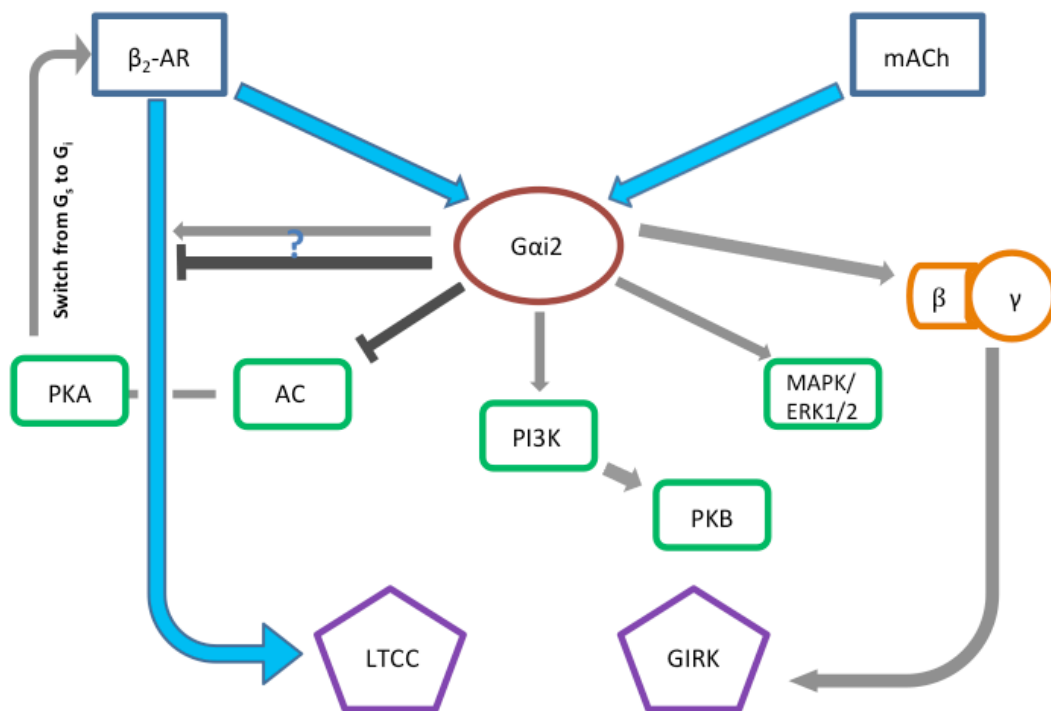 β₂-AR
mACh
Switch from Gₛ to Gᵢ
?
Gαi2
β
γ
PKA
AC
MAPK/
ERK1/2
PI3K
PKB
LTCC
GIRK